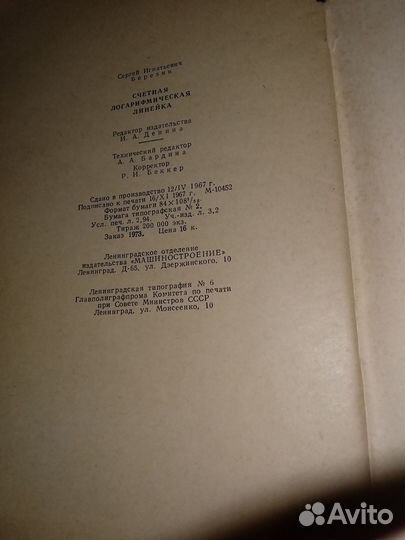 Сергей Игнатьевич
Березин
СЧЕТНАЯ
ЛОГАРИФМИЧЕСКАЯ
ЛИНЕЙКА
Редактор издательства
И. А. Денина
Технический редактор
А. А. Бардина
Корректор
Р. И. Беккер
Сдано в производство 12/IV 1967 г.
Подписано к печати 16/XI 1967 г. М-10452
Формат бумаги 84×108¹/₃₂.
Бумага типографская № 2.
Усл. печ. л. 2,94. Уч.-изд. л. 3,2
Тираж 200 000 экз.
Заказ 1973. Цена 16 к.
Ленинградское отделение
издательства «МАШИНОСТРОЕНИЕ»
Ленинград, Д-65, ул. Дзержинского, 10
Ленинградская типография № 6
Главполиграфпрома Комитета по печати
при Совете Министров СССР
Ленинград, ул. Моисеенко, 10
Avito